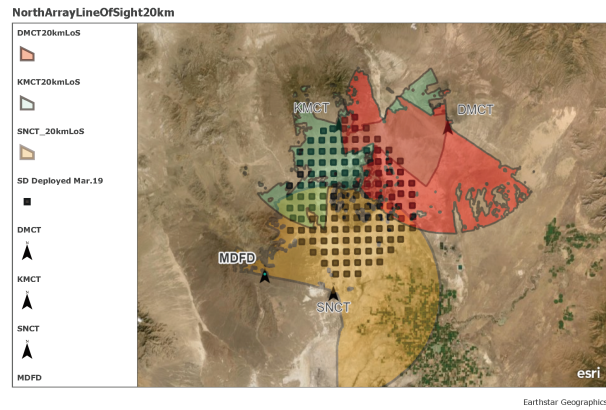 NorthArrayLineOfSight20km
DMCT20kmLoS
KMCT20kmLoS
SNCT_20kmLoS
SD Deployed Mar.19
DMCT
N
KMCT
N
SNCT
N
MDFD
KMCT
DMCT
MDFD
SNCT
esri
Earthstar Geographics